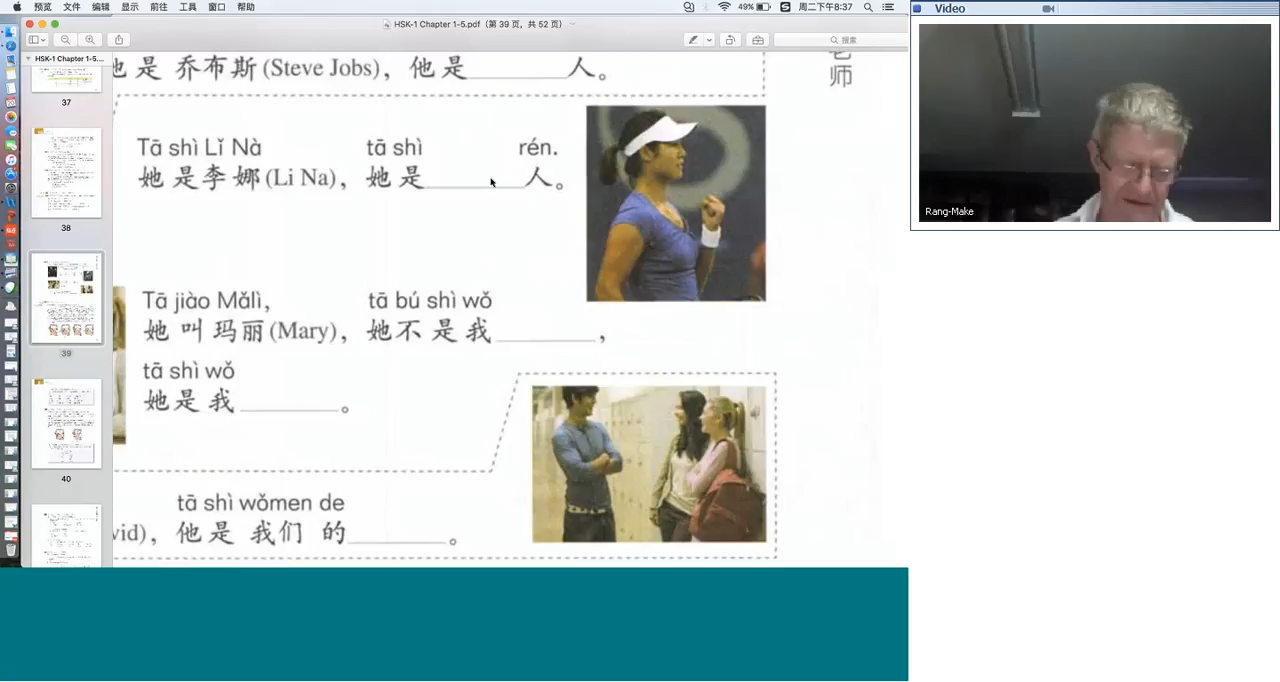 预览 文件 编辑 显示 前往 工具 窗口 帮助 49% 周二下午8:37
HSK-1 Chapter 1-5.pdf（第 39 页，共 52 页）
搜索
HSK-1 Chapter 1-5....
37
38
39
40
是 乔布斯(Steve Jobs)，他是________人。
师
Tā shì Lǐ Nà tā shì rén.
她 是 李 娜 (Li Na)，她 是________人。
Tā jiào Mǎlì, tā bú shì wǒ
她 叫 玛 丽 (Mary)，她 不 是 我________，
tā shì wǒ
她 是 我________。
tā shì wǒmen de
vid)，他 是 我们 的________。
Video
Rang-Make